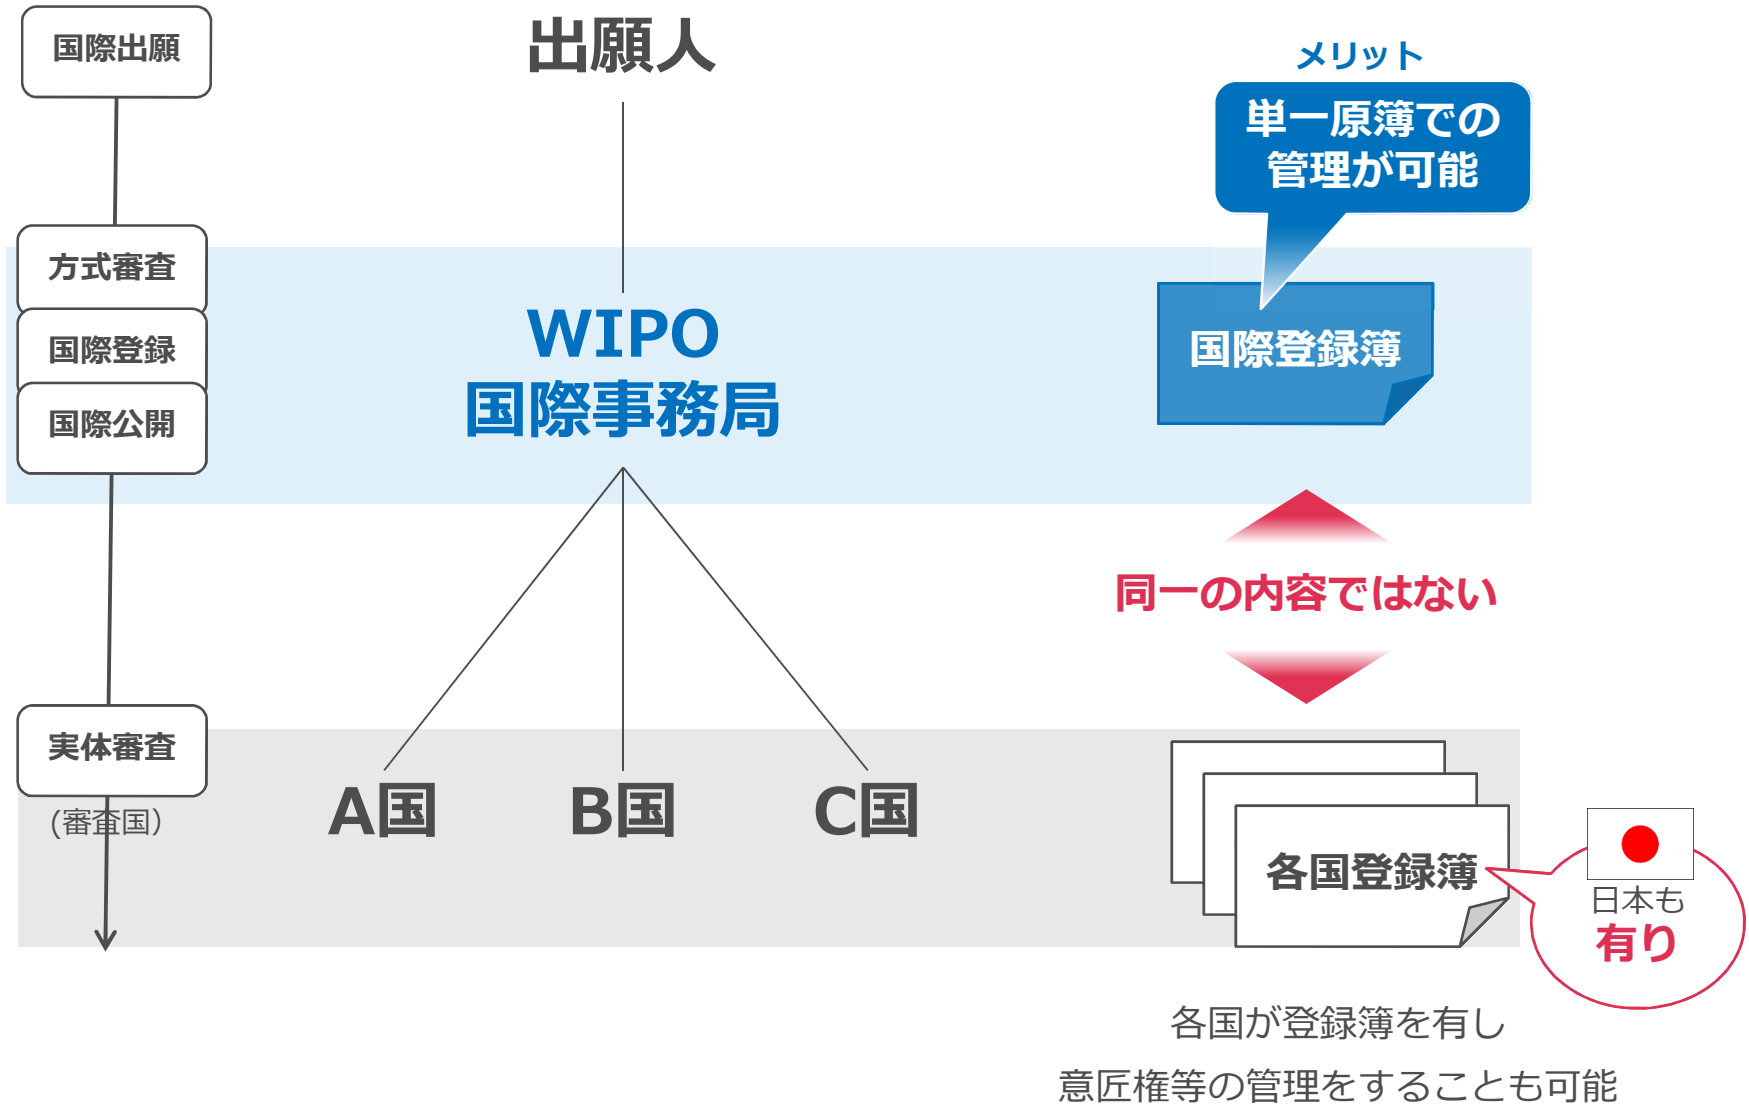 国際出願
出願人
メリット
単一原簿での
管理が可能
方式審査
国際登録
国際公開
WIPO
国際事務局
国際登録簿
同一の内容ではない
実体審査
(審査国)
A国
B国
C国
各国登録簿
日本も
有り
各国が登録簿を有し
意匠権等の管理をすることも可能